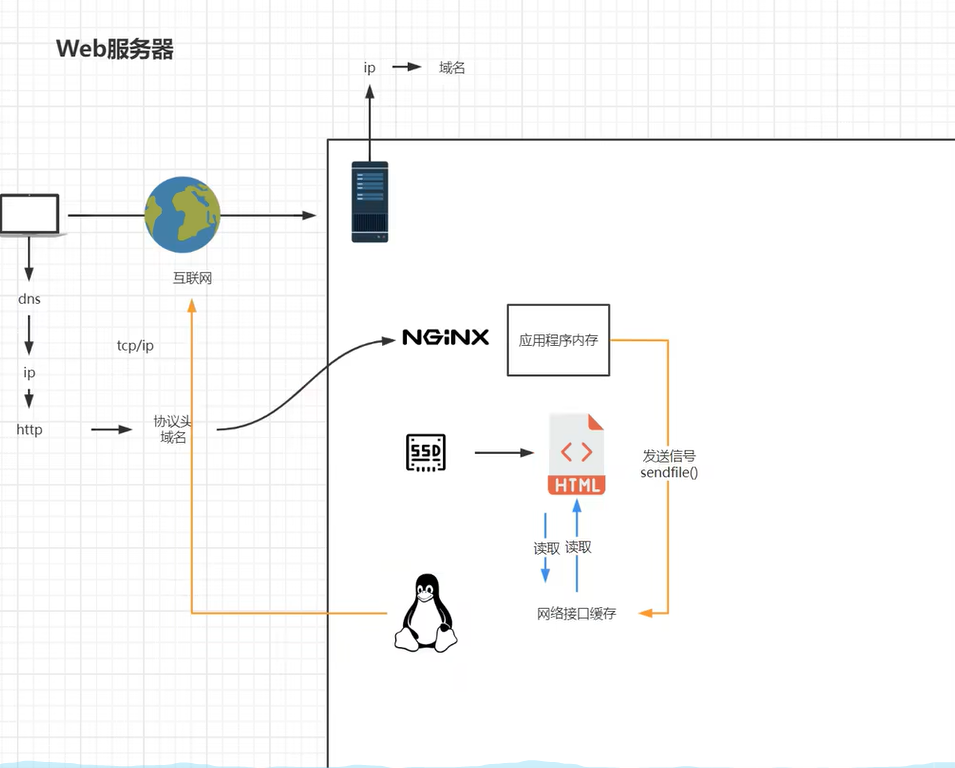 Web服务器
ip
域名
互联网
dns
tcp/ip
NGiNX
应用程序内存
ip
http
协议头
域名
SSD
HTML
发送信号
sendfile()
读取
读取
网络接口缓存